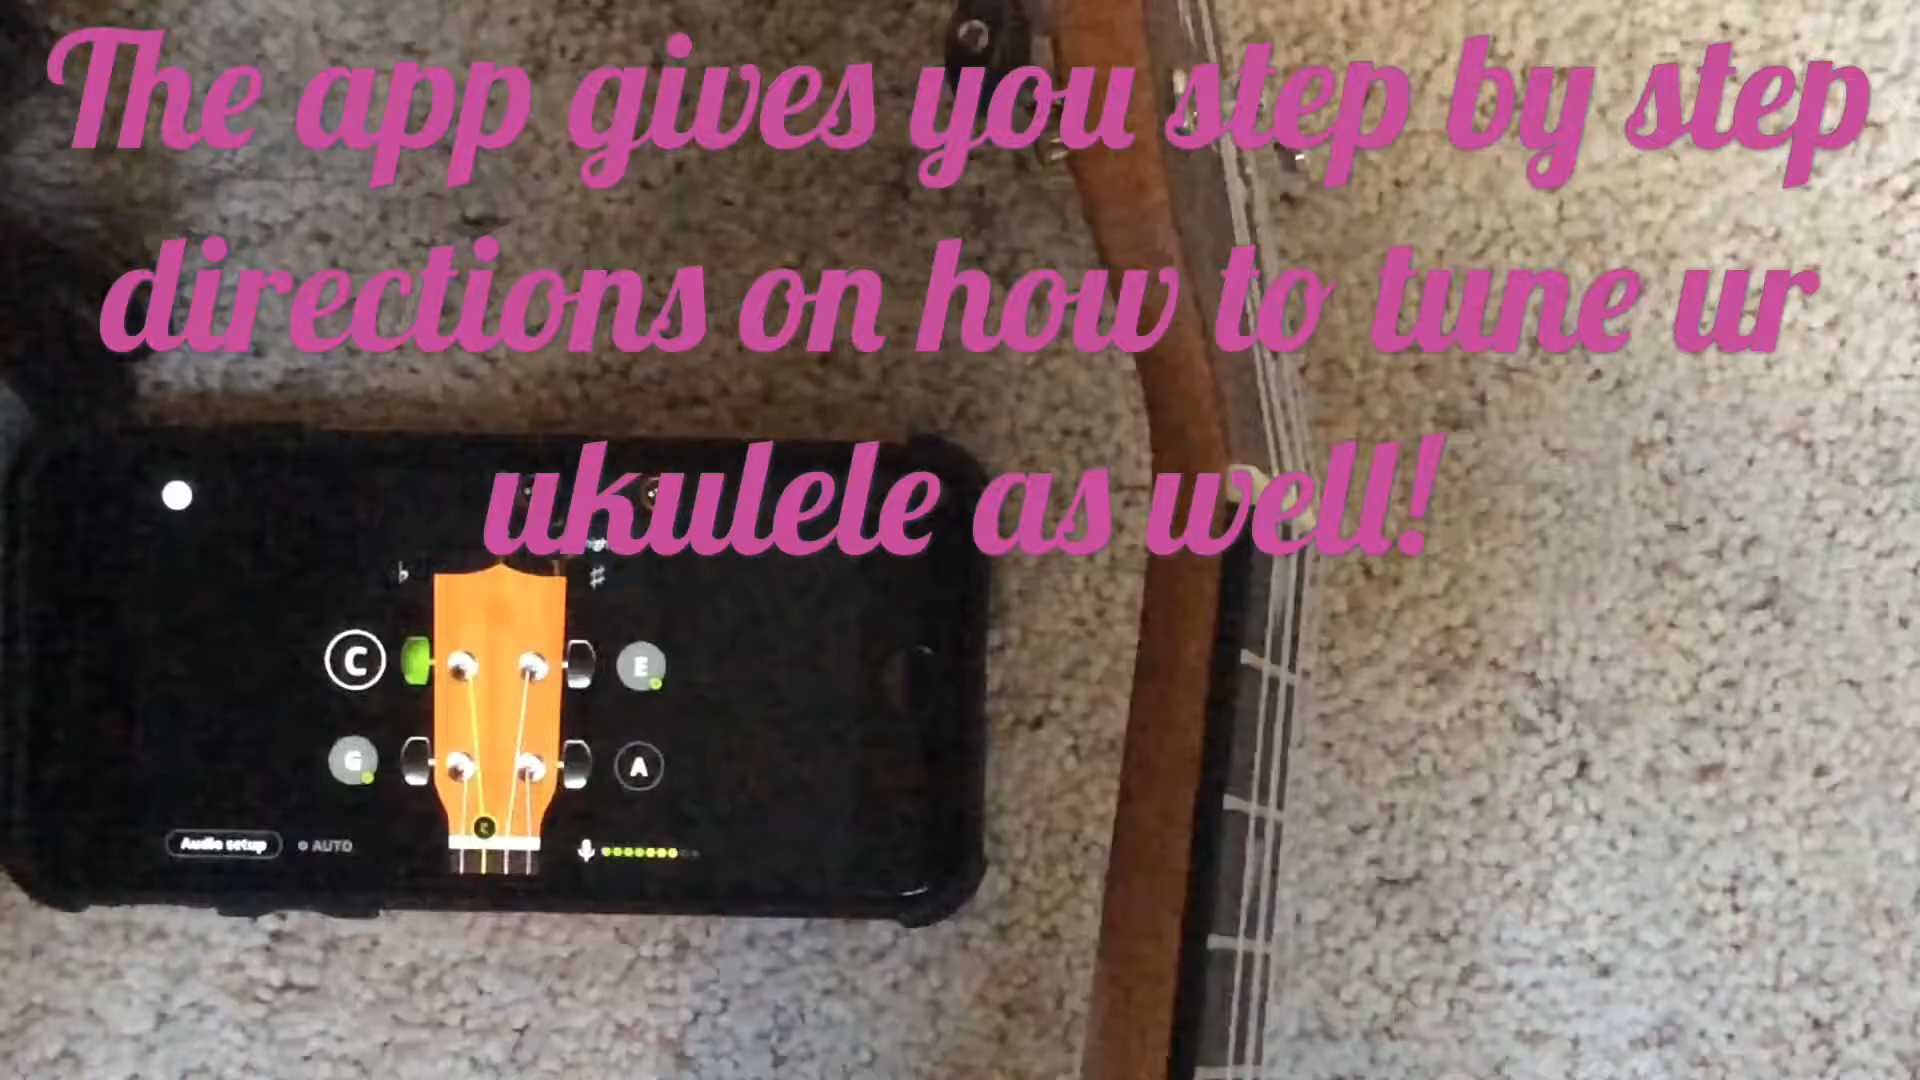 The app gives you step by step
directions on how to tune ur
ukulele as well!
♭ ♯
C E
G A
C
Audio setup AUTO